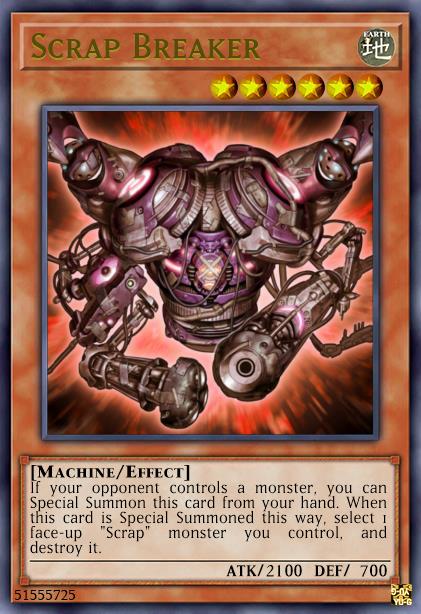 Scrap Breaker
EARTH
地
[Machine/Effect]
If your opponent controls a monster, you can
Special Summon this card from your hand. When
this card is Special Summoned this way, select 1
face-up "Scrap" monster you control, and
destroy it.
ATK/2100 DEF/ 700
51555725